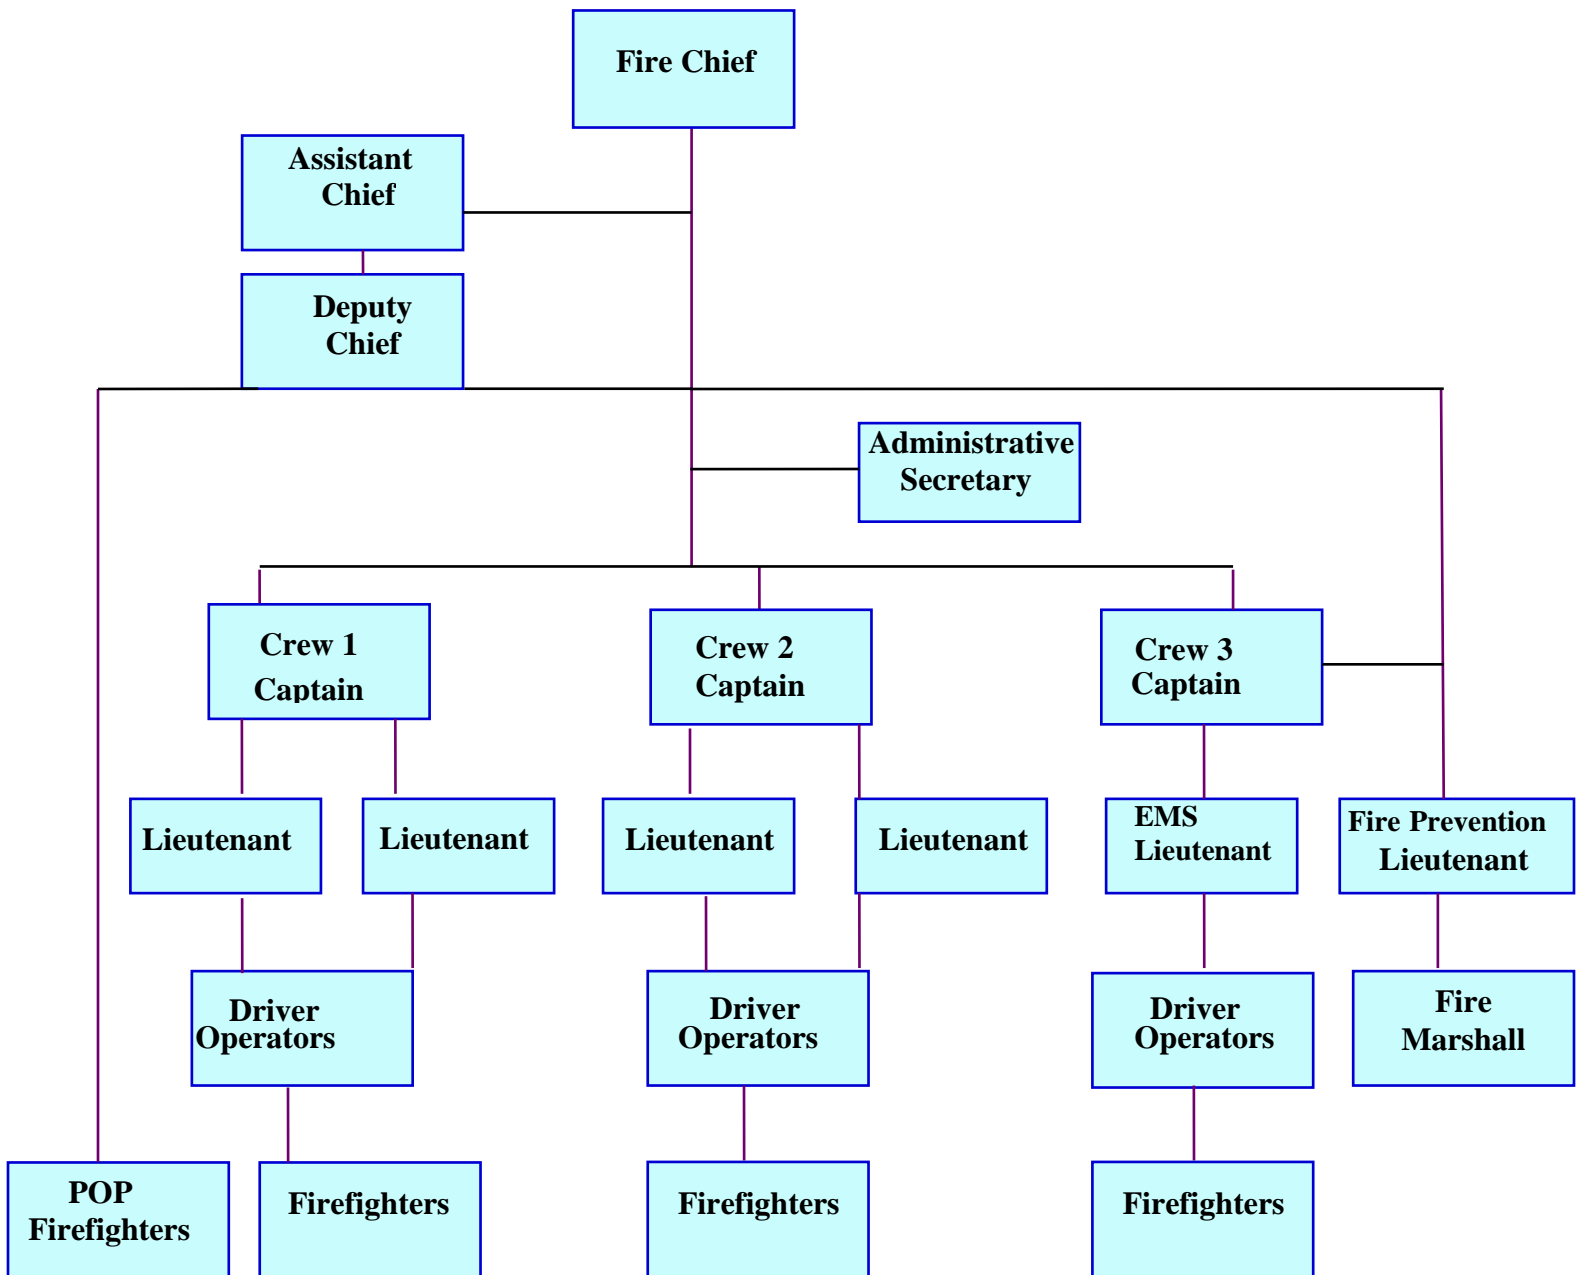 Fire Chief
Assistant
Chief
Deputy
Chief
Administrative
Secretary
Crew 1
Captain
Crew 2
Captain
Crew 3
Captain
Lieutenant
Lieutenant
Lieutenant
Lieutenant
EMS
Lieutenant
Fire Prevention
Lieutenant
Driver
Operators
Driver
Operators
Driver
Operators
Fire
Marshall
POP
Firefighters
Firefighters
Firefighters
Firefighters